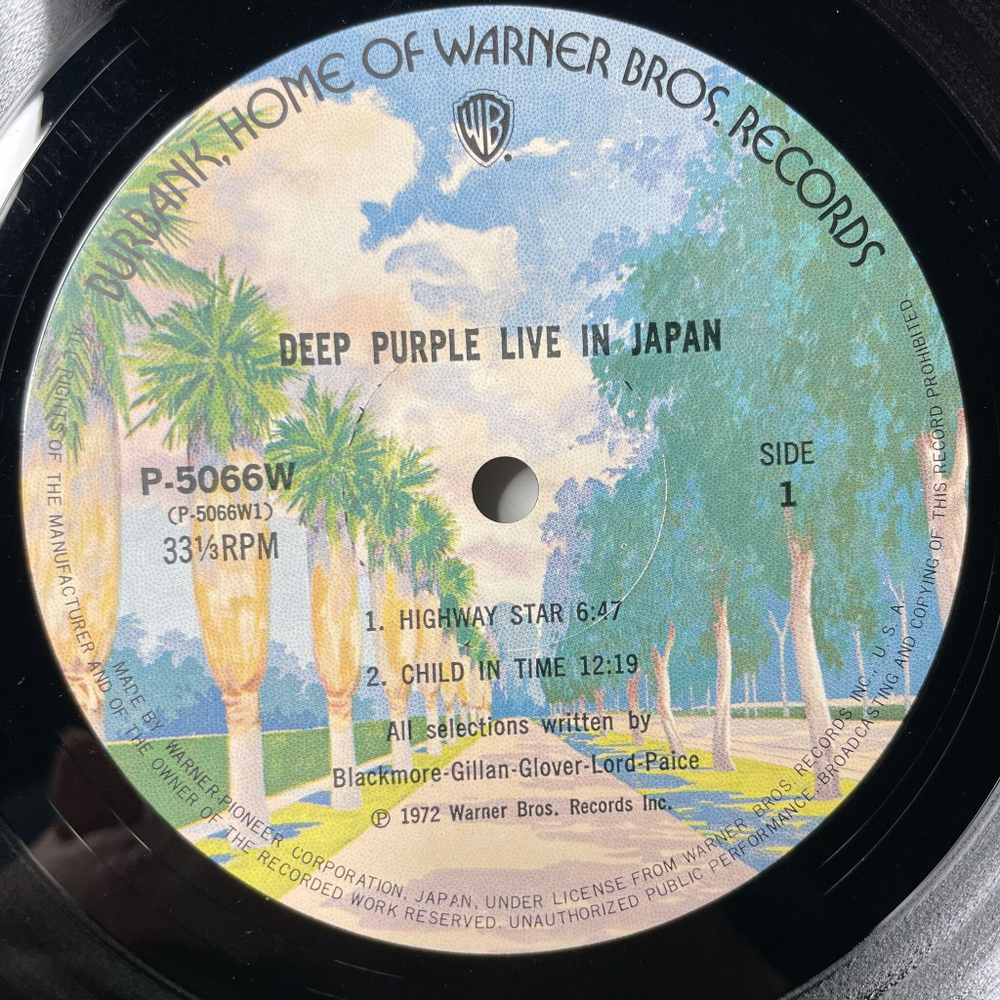 BURBANK, HOME OF WARNER BROS. RECORDS
WB
DEEP PURPLE LIVE IN JAPAN
P-5066W
(P-5066W1)
33⅓RPM
SIDE
1
1. HIGHWAY STAR 6:47
2. CHILD IN TIME 12:19
All selections written by
Blackmore-Gillan-Glover-Lord-Paice
Ⓟ 1972 Warner Bros. Records Inc.
MADE BY WARNER-PIONEER CORPORATION, JAPAN, UNDER LICENSE FROM WARNER BROS. RECORDS INC., U. S. A.
RIGHTS OF THE MANUFACTURER AND OF THE OWNER OF THE RECORDED WORK RESERVED. UNAUTHORIZED PUBLIC PERFORMANCE, BROADCASTING AND COPYING OF THIS RECORD PROHIBITED